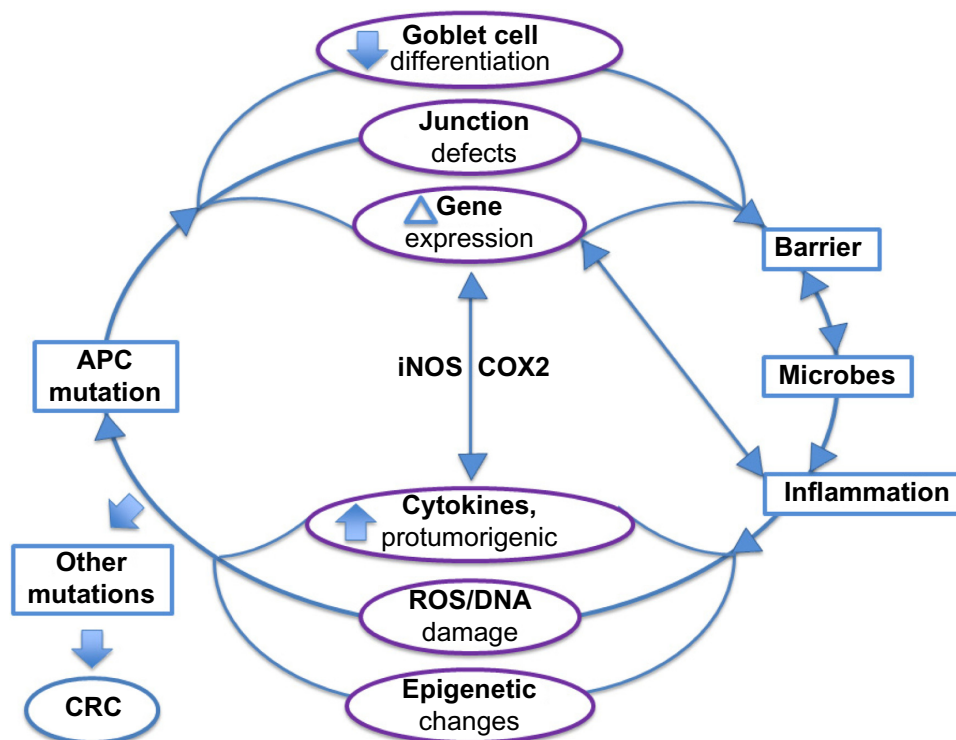 Goblet cell
differentiation
Junction
defects
Gene
expression
Barrier
iNOS COX2
APC
mutation
Microbes
Inflammation
Cytokines,
protumorigenic
Other
mutations
ROS/DNA
damage
Epigenetic
changes
CRC